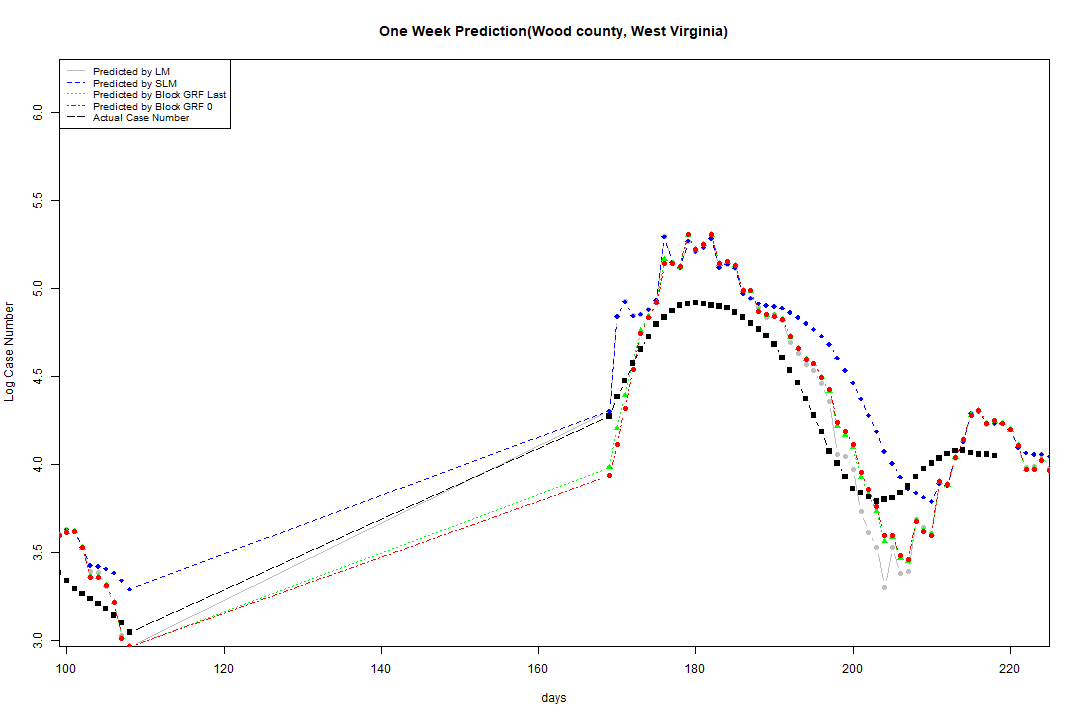 One Week Prediction(Wood county, West Virginia)
Predicted by LM
Predicted by SLM
Predicted by Block GRF Last
Predicted by Block GRF 0
Actual Case Number
Log Case Number
6.0
5.5
5.0
4.5
4.0
3.5
3.0
100 120 140 160 180 200 220
days